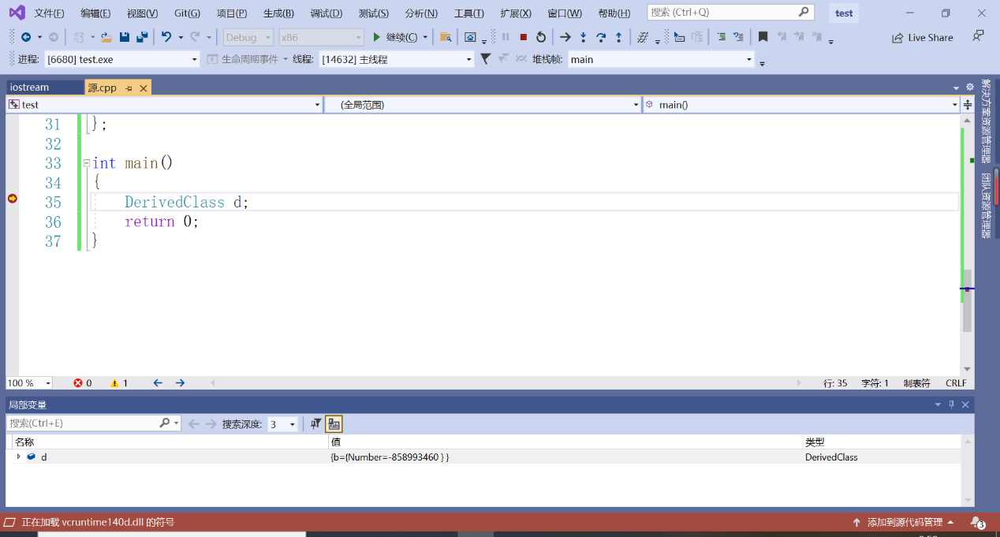 文件(F) 编辑(E) 视图(V) Git(G) 项目(P) 生成(B) 调试(D) 测试(S) 分析(N) 工具(T) 扩展(X) 窗口(W) 帮助(H) 搜索 (Ctrl+Q) test
Debug x86 继续(C) Live Share
进程: [6680] test.exe 生命周期事件 线程: [14632] 主线程 堆栈帧: main
iostream 源.cpp
test (全局范围) main()
31 };
32
33 int main()
34 {
35 DerivedClass d;
36 return 0;
37 }
解决方案资源管理器
团队资源管理器
100 % 0 1 行: 35 字符: 1 制表符 CRLF
局部变量
搜索(Ctrl+E) 搜索深度: 3
名称 值 类型
d {b={Number=-858993460 } } DerivedClass
正在加载 vcruntime140d.dll 的符号 添加到源代码管理 3